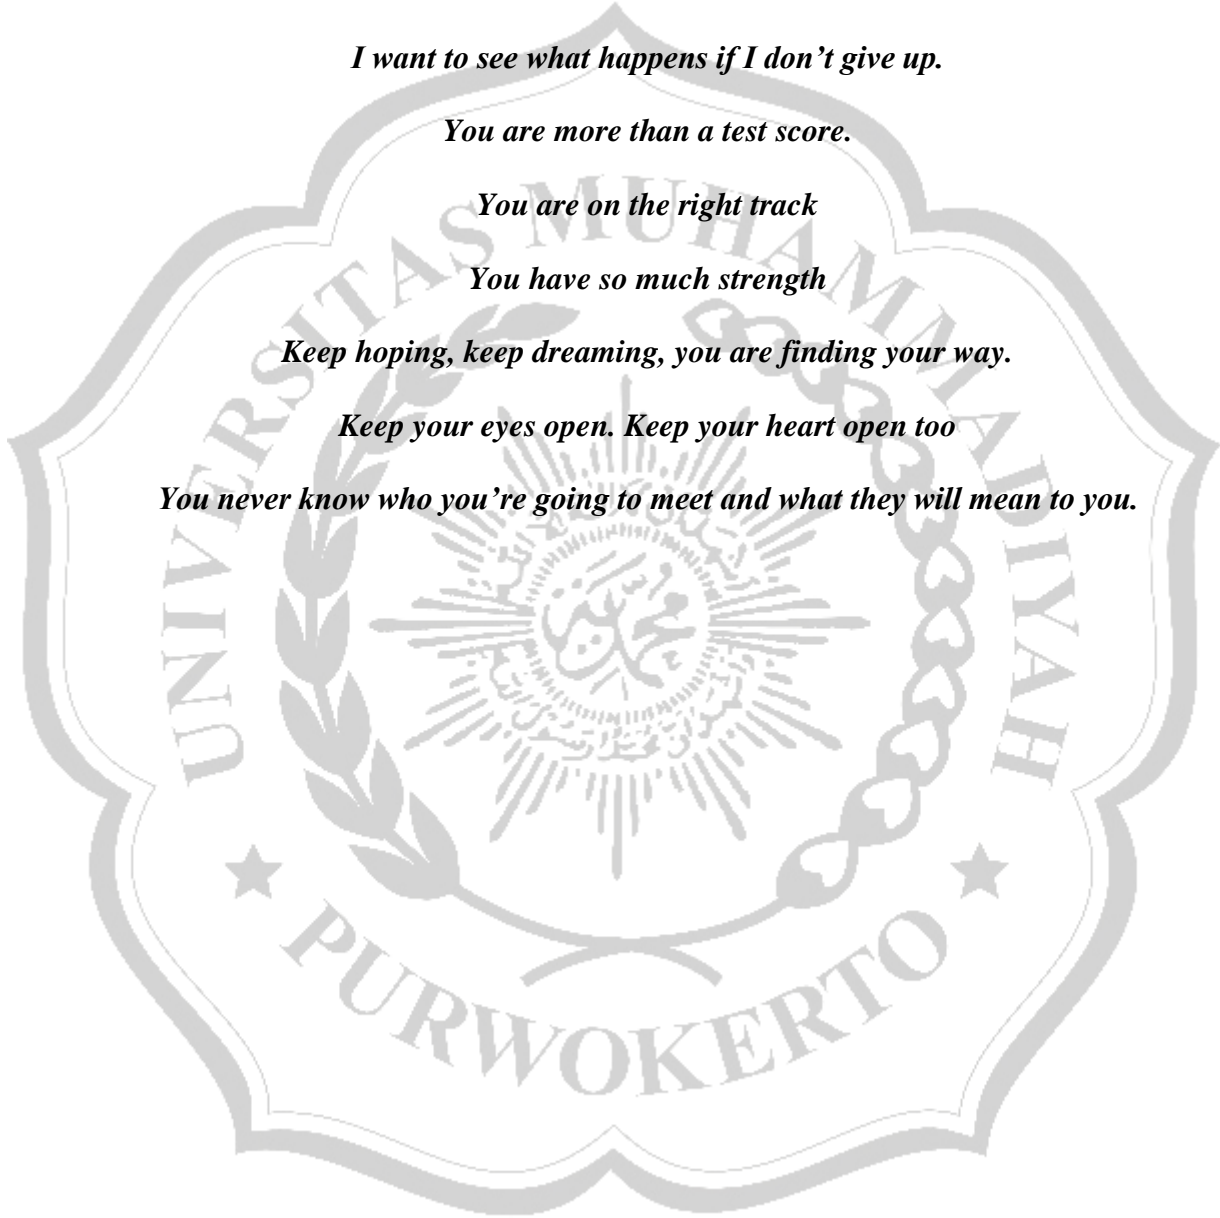 I want to see what happens if I don’t give up.
You are more than a test score.
You are on the right track
You have so much strength
Keep hoping, keep dreaming, you are finding your way.
Keep your eyes open. Keep your heart open too
You never know who you’re going to meet and what they will mean to you.
UNIVERSITAS MUHAMMADIYAH
PURWOKERTO